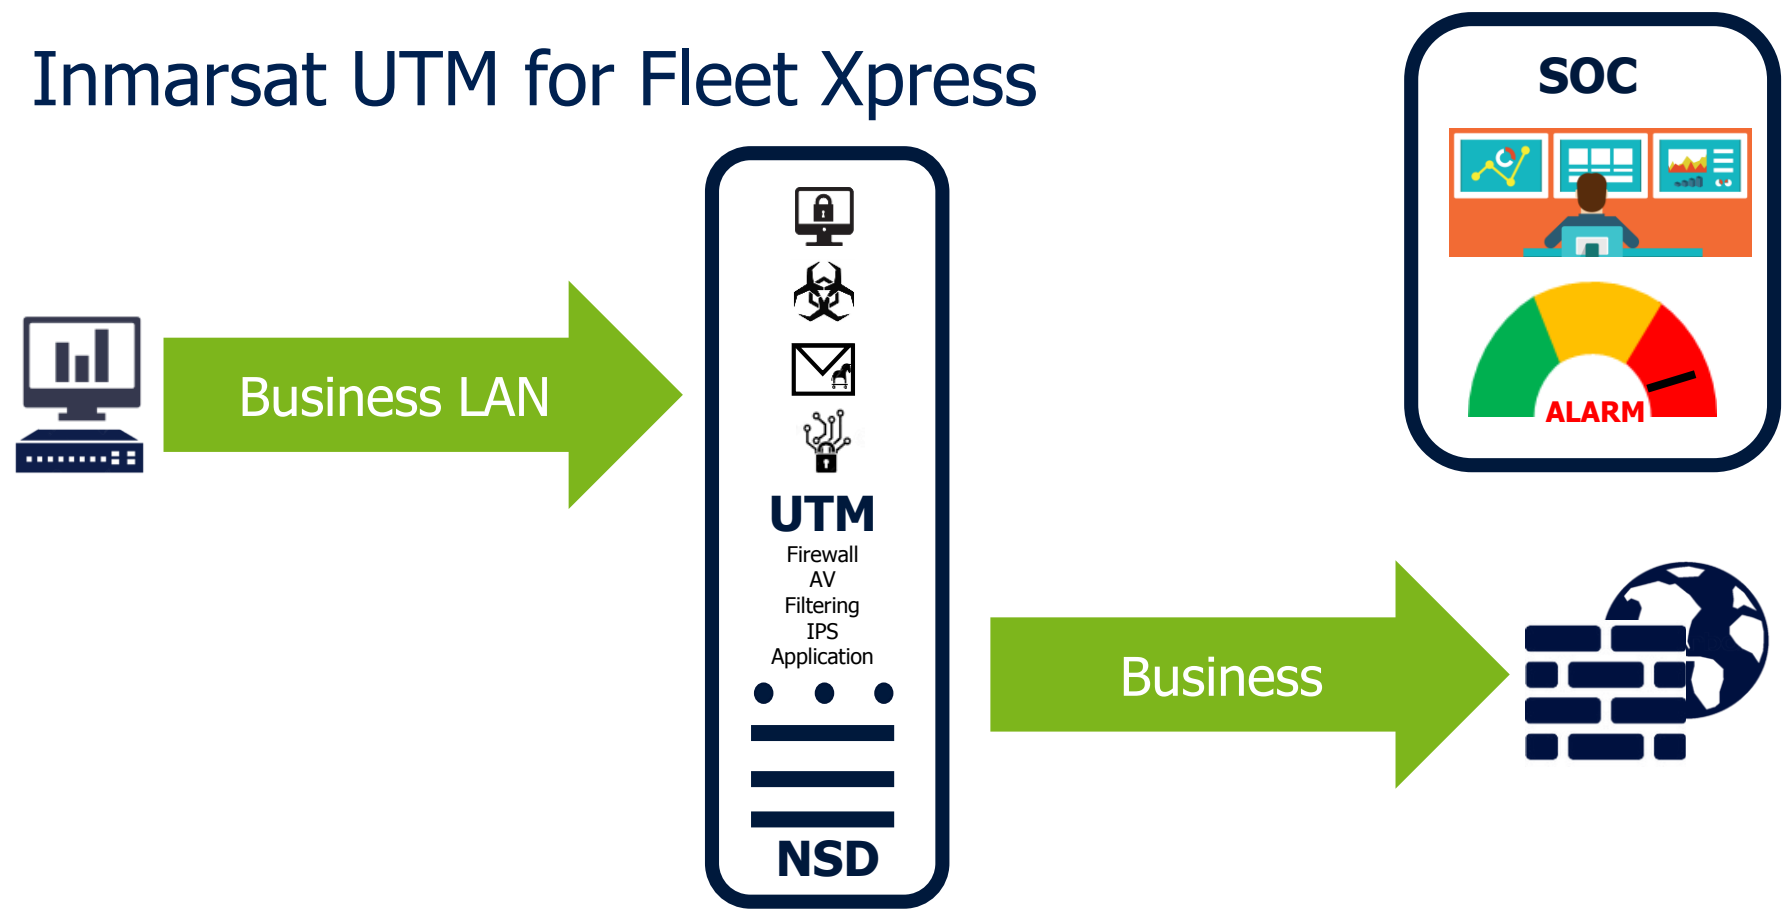 Inmarsat UTM for Fleet Xpress
SOC
ALARM
Business LAN
UTM
Firewall
AV
Filtering
IPS
Application
NSD
Business